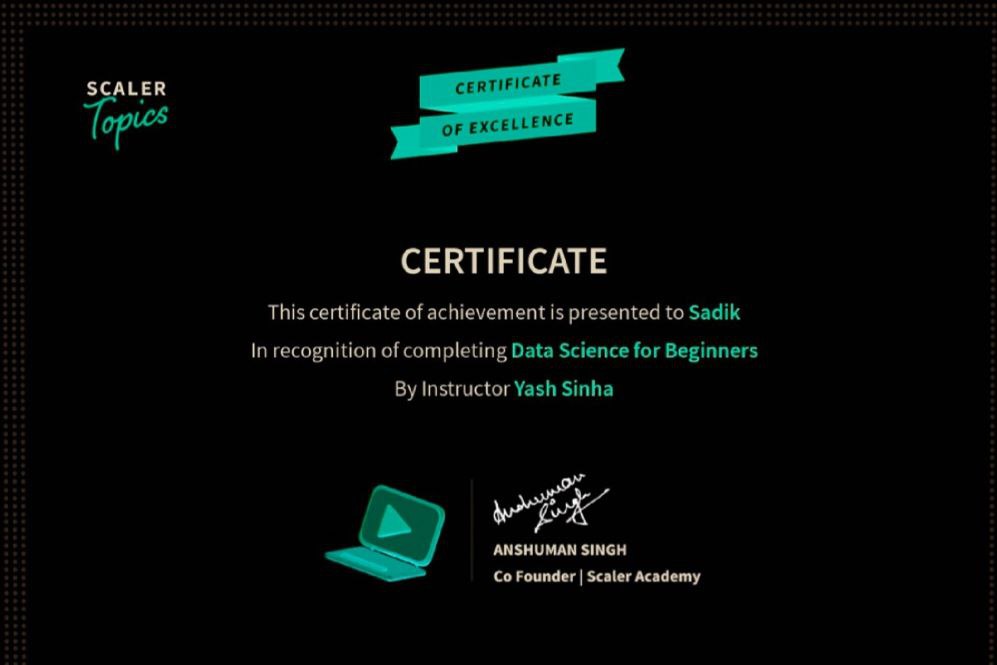 SCALER
Topics
CERTIFICATE
OF EXCELLENCE
CERTIFICATE
This certificate of achievement is presented to Sadik
In recognition of completing Data Science for Beginners
By Instructor Yash Sinha
Anshuman
Singh
ANSHUMAN SINGH
Co Founder | Scaler Academy